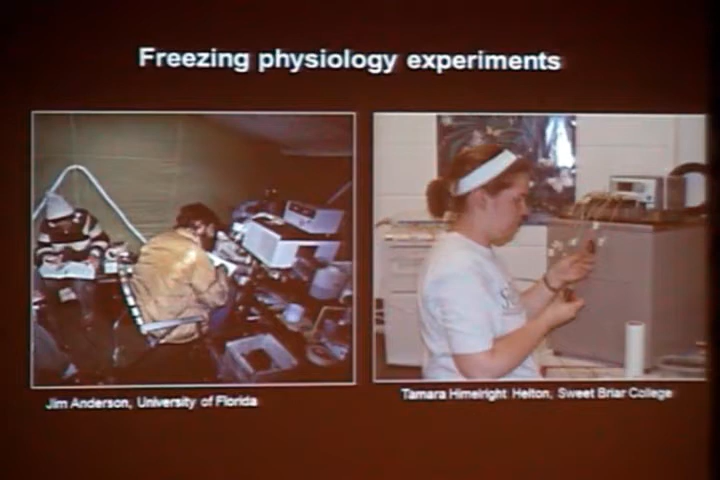 Freezing physiology experiments
Jim Anderson, University of Florida
Tamara Himelright Helton, Sweet Briar College